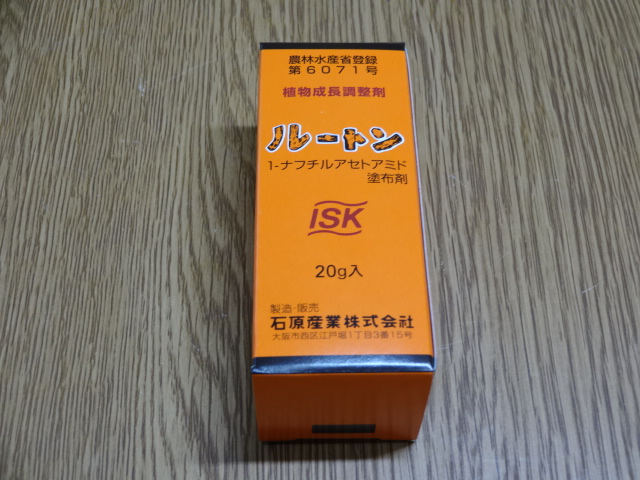 農林水産省登録
第6071号
植物成長調整剤
ルートン
1-ナフチルアセトアミド
塗布剤
ISK
20g入
製造・販売
石原産業株式会社
大阪市西区江戸堀1丁目3番15号